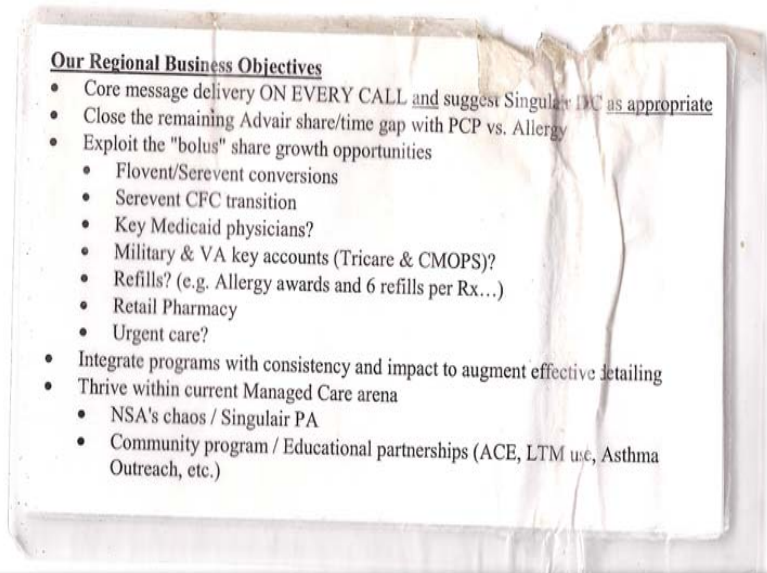 Our Regional Business Objectives
• Core message delivery ON EVERY CALL and suggest Singulair DC as appropriate
• Close the remaining Advair share/time gap with PCP vs. Allergy
• Exploit the "bolus" share growth opportunities
• Flovent/Serevent conversions
• Serevent CFC transition
• Key Medicaid physicians?
• Military & VA key accounts (Tricare & CMOPS)?
• Refills? (e.g. Allergy awards and 6 refills per Rx…)
• Retail Pharmacy
• Urgent care?
• Integrate programs with consistency and impact to augment effective detailing
• Thrive within current Managed Care arena
• NSA's chaos / Singulair PA
• Community program / Educational partnerships (ACE, LTM use, Asthma
Outreach, etc.)